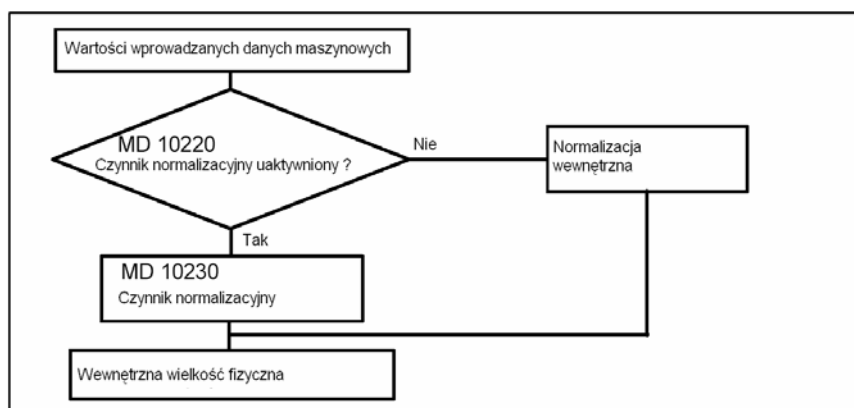 Wartości wprowadzanych danych maszynowych
MD 10220
Czynnik normalizacyjny uaktywniony ?
Nie
Normalizacja
wewnętrzna
Tak
MD 10230
Czynnik normalizacyjny
Wewnętrzna wielkość fizyczna